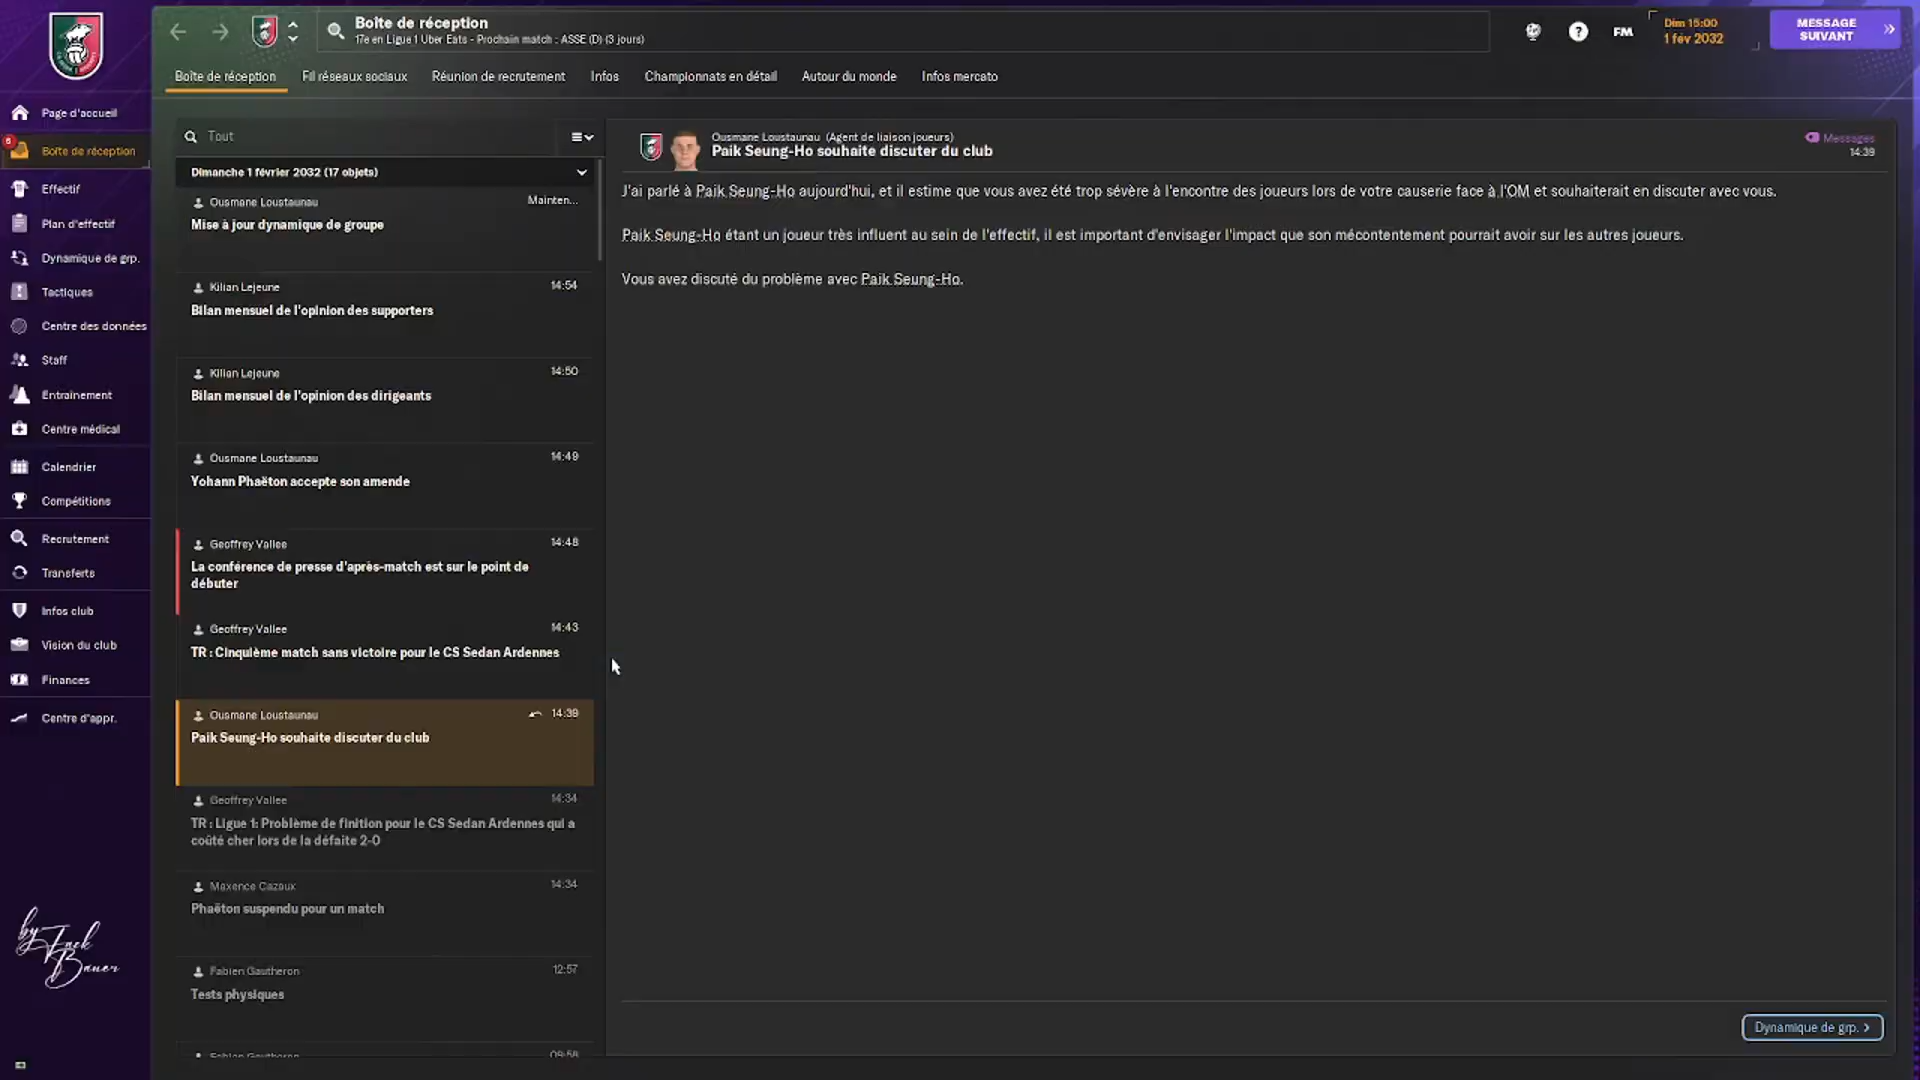 Boîte de réception
17e en Ligue 1 Uber Eats - Prochain match : ASSE (D) (3 jours)
FM
Dim 15:00
1 fév 2032
MESSAGE
SUIVANT
Boîte de réception
Fil réseaux sociaux
Réunion de recrutement
Infos
Championnats en détail
Autour du monde
Infos mercato
Page d'accueil
6
Boîte de réception
Effectif
Plan d'effectif
Dynamique de grp.
Tactiques
Centre des données
Staff
Entraînement
Centre médical
Calendrier
Compétitions
Recrutement
Transferts
Infos club
Vision du club
Finances
Centre d'appr.
Tout
Dimanche 1 février 2032 (17 objets)
Ousmane Loustaunau Mainten...
Mise à jour dynamique de groupe
Kilian Lejeune 14:54
Bilan mensuel de l'opinion des supporters
Kilian Lejeune 14:50
Bilan mensuel de l'opinion des dirigeants
Ousmane Loustaunau 14:49
Yohann Phaëton accepte son amende
Geoffrey Vallee 14:48
La conférence de presse d'après-match est sur le point de
débuter
Geoffrey Vallee 14:43
TR : Cinquième match sans victoire pour le CS Sedan Ardennes
Ousmane Loustaunau 14:39
Paik Seung-Ho souhaite discuter du club
Geoffrey Vallee 14:34
TR : Ligue 1: Problème de finition pour le CS Sedan Ardennes qui a
coûté cher lors de la défaite 2-0
Maxence Cazaux 14:34
Phaëton suspendu pour un match
Fabien Gautheron 12:57
Tests physiques
Fabien Gautheron 09:58
Ousmane Loustaunau (Agent de liaison joueurs)
Paik Seung-Ho souhaite discuter du club
Messages
14:39
J'ai parlé à Paik Seung-Ho aujourd'hui, et il estime que vous avez été trop sévère à l'encontre des joueurs lors de votre causerie face à l'OM et souhaiterait en discuter avec vous.
Paik Seung-Ho étant un joueur très influent au sein de l'effectif, il est important d'envisager l'impact que son mécontentement pourrait avoir sur les autres joueurs.
Vous avez discuté du problème avec Paik Seung-Ho.
Dynamique de grp.